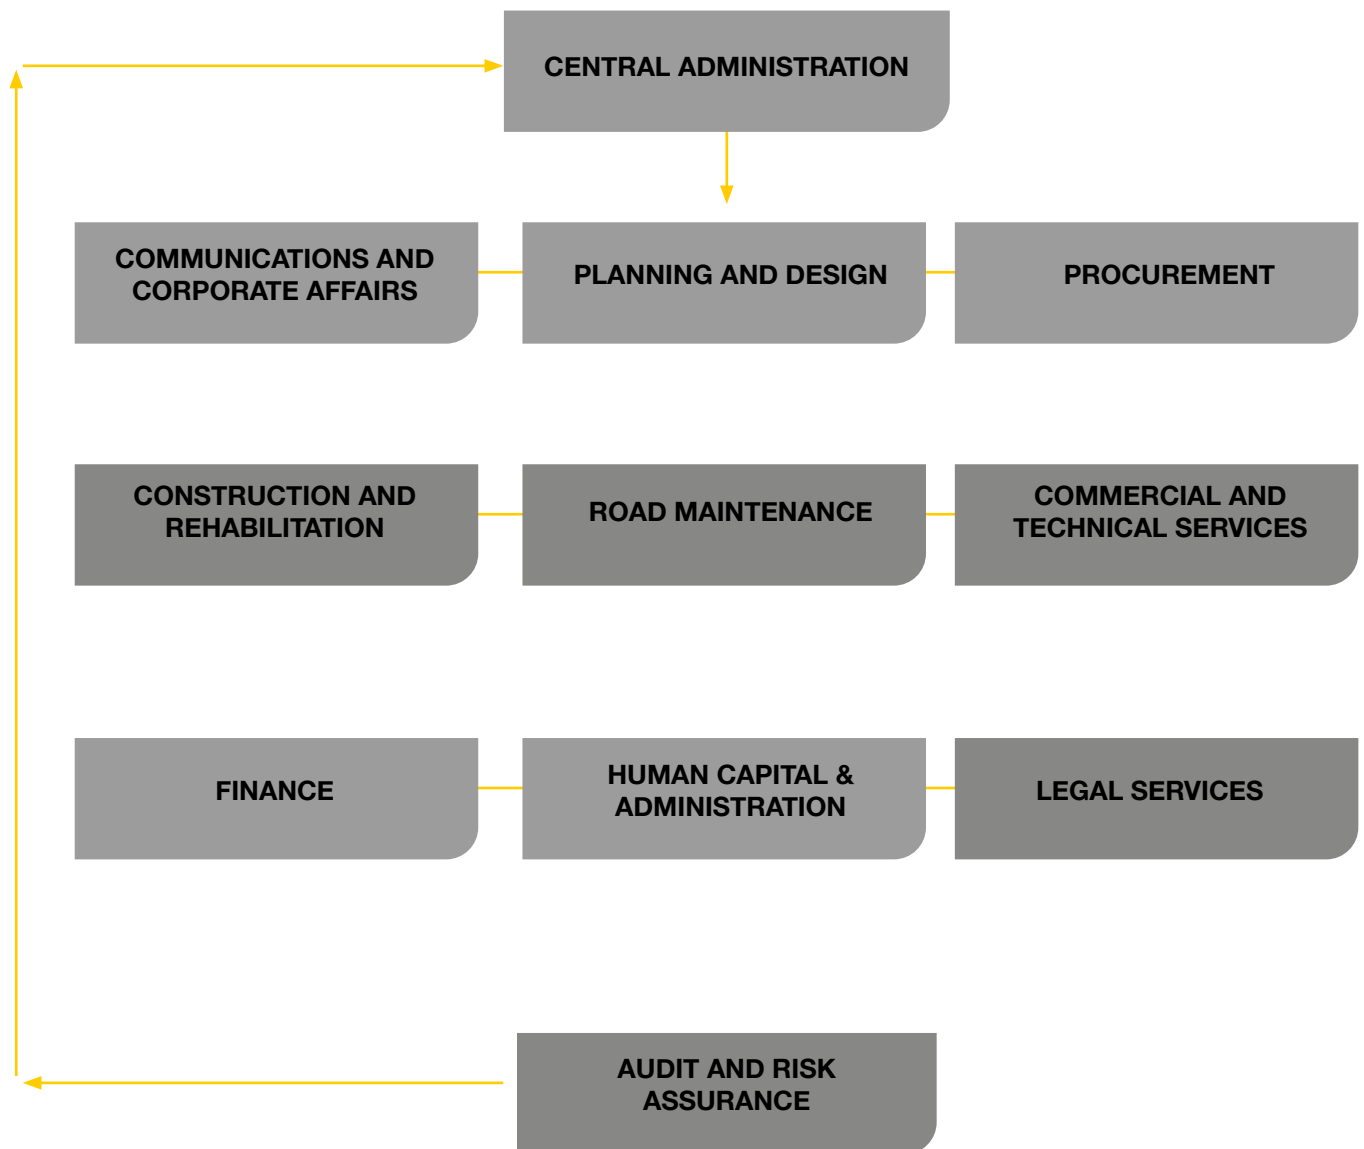 CENTRAL ADMINISTRATION
COMMUNICATIONS AND
CORPORATE AFFAIRS
PLANNING AND DESIGN
PROCUREMENT
CONSTRUCTION AND
REHABILITATION
ROAD MAINTENANCE
COMMERCIAL AND
TECHNICAL SERVICES
FINANCE
HUMAN CAPITAL &
ADMINISTRATION
LEGAL SERVICES
AUDIT AND RISK
ASSURANCE